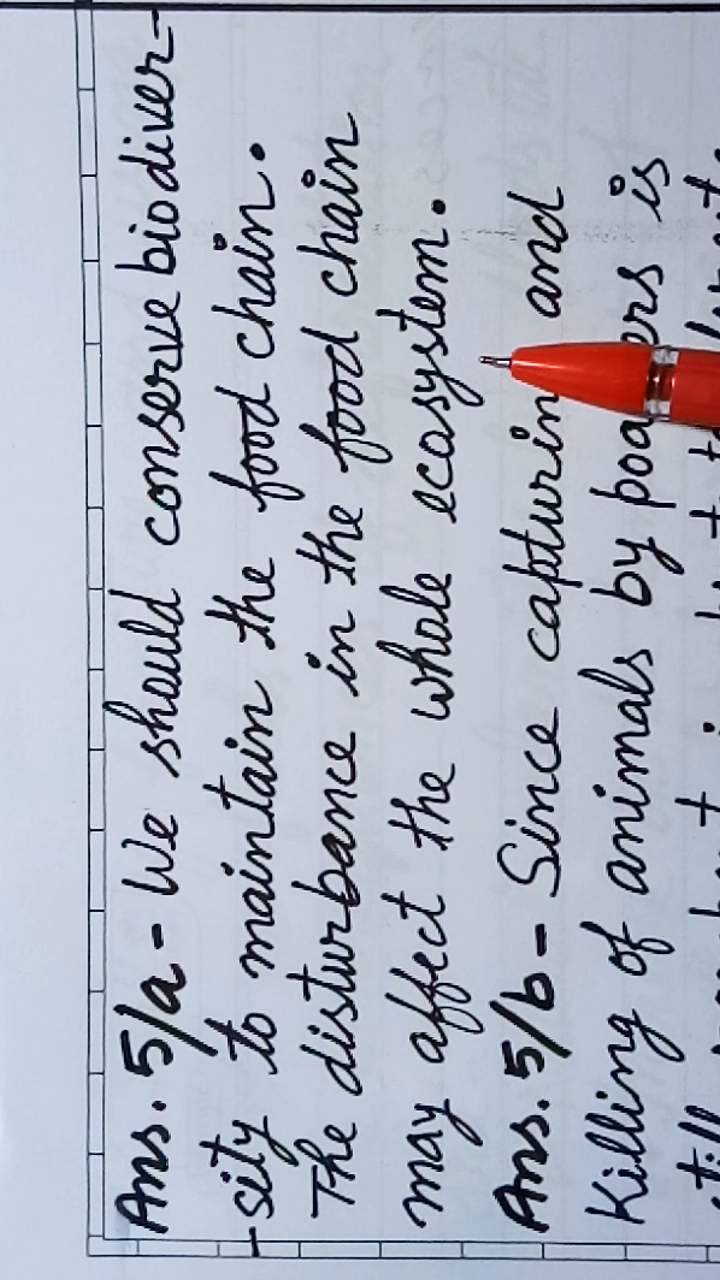 Ans. 5/a - We should conserve biodiver-
-sity to maintain the food chain.
The disturbance in the food chain
may affect the whole ecosystem.
Ans. 5/b - Since capturin and
Killing of animals by poa ers is
still